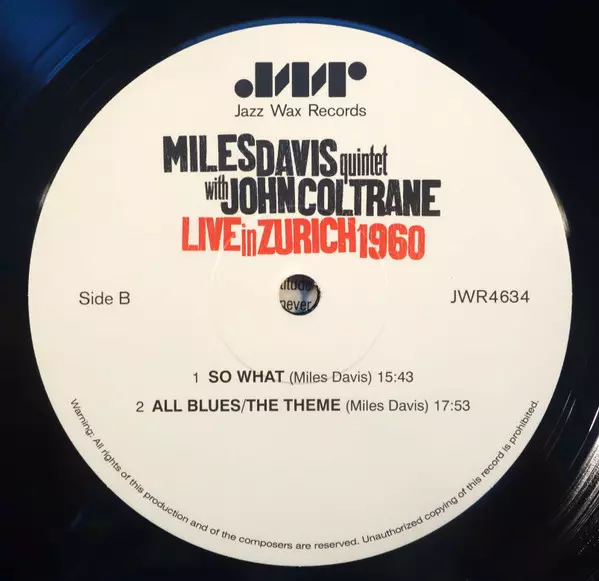 JWR
Jazz Wax Records
MILES DAVIS quintet
with JOHN COLTRANE
LIVE in ZURICH 1960
Side B
JWR4634
never
1 SO WHAT (Miles Davis) 15:43
2 ALL BLUES/THE THEME (Miles Davis) 17:53
Warning: All rights of this production and of the composers are reserved. Unauthorized copying of this record is prohibited.